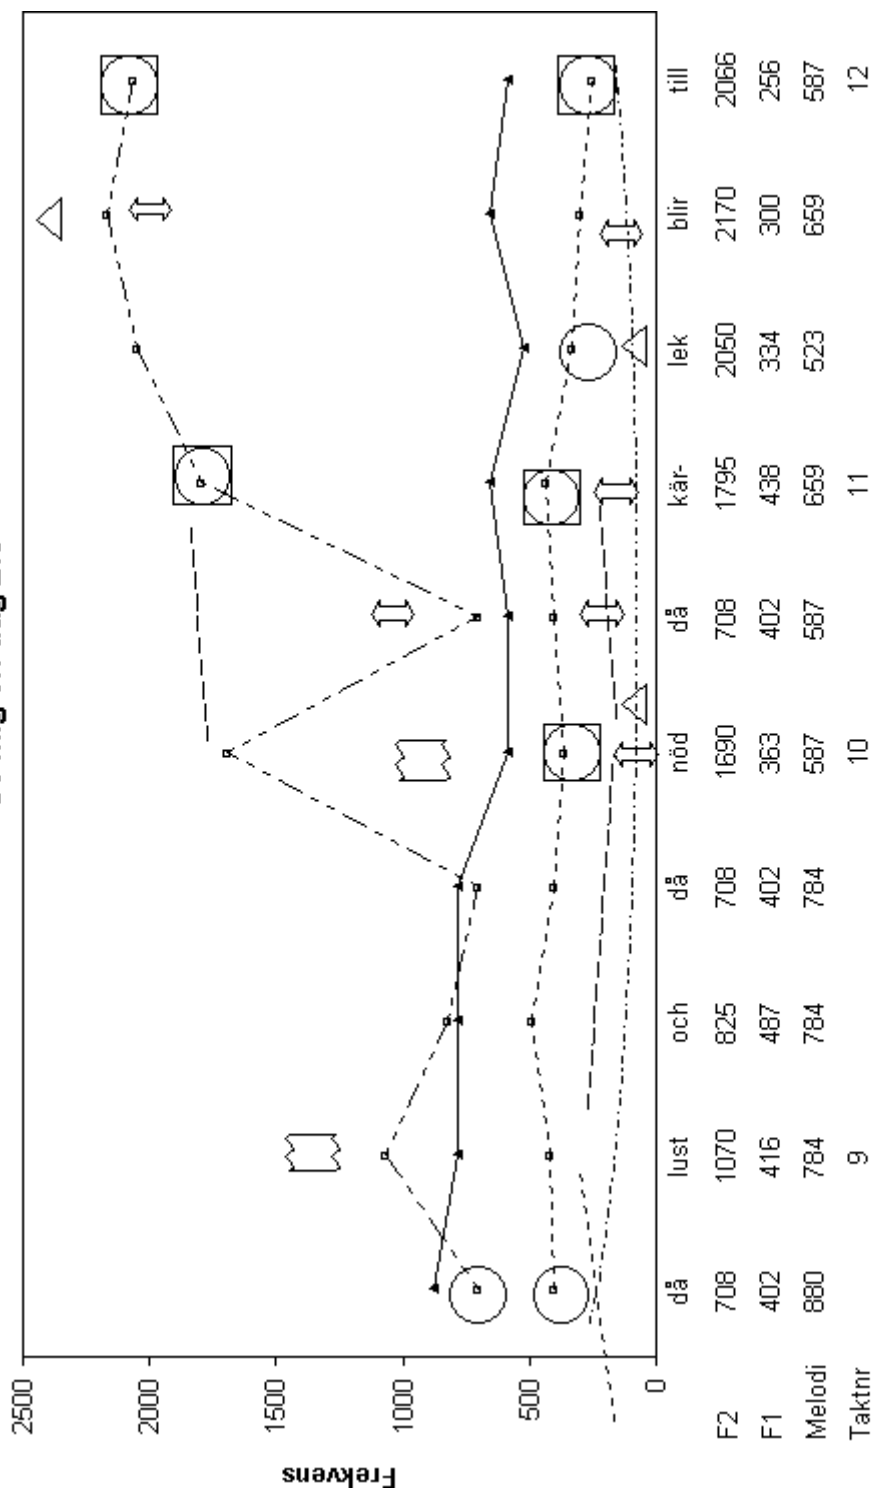 Frekvens
2500
2000
1500
1000
500
0
då lust och då nöd då kär- lek blir till
F2 708 1070 825 708 1690 708 1795 2050 2170 2066
F1 402 416 487 402 363 402 438 334 300 256
Melodi 880 784 784 784 587 587 659 523 659 587
Taktnr 9 10 11 12